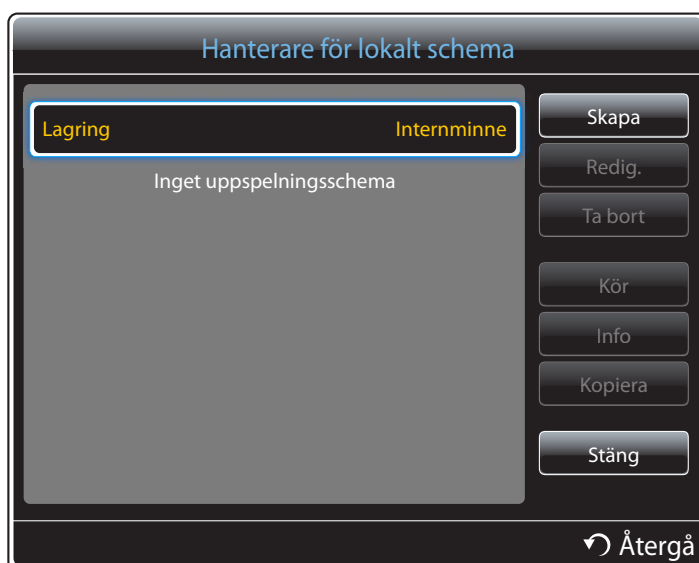 Hanterare för lokalt schema
Lagring Internminne
Inget uppspelningsschema
Skapa
Redig.
Ta bort
Kör
Info
Kopiera
Stäng
Återgå